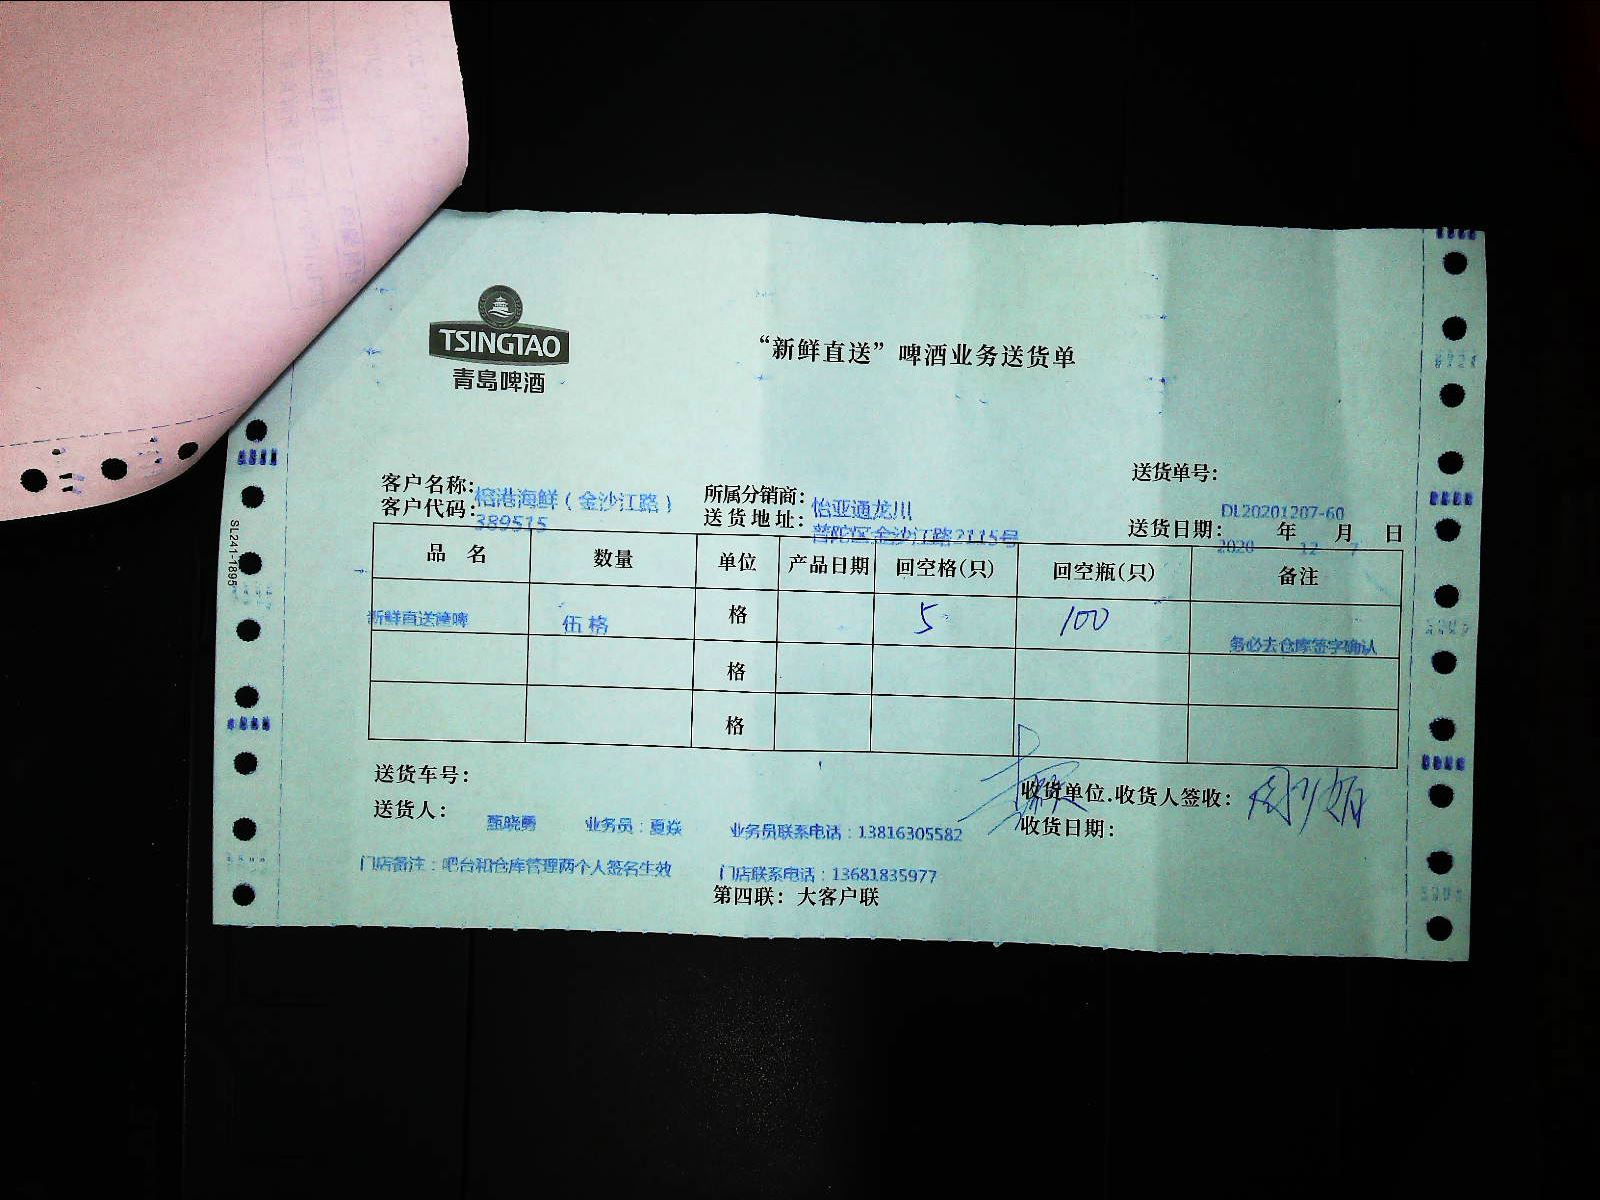 TSINGTAO
青岛啤酒
“新鲜直送”啤酒业务送货单
送货单号: DL20201207-60
客户名称: 榕港海鲜（金沙江路） 所属分销商: 怡亚通龙川
客户代码: 389515 送货地址: 普陀区金沙江路2115号 送货日期: 2020年12月7日
品 名 数量 单位 产品日期 回空格(只) 回空瓶(只) 备注
新鲜直送 伍格 格 5 100 务必去仓库签字确认
格
格
送货车号: 收货单位.收货人签收:
送货人: 甄晓勇 业务员：夏焱 业务员联系电话：13816305582 收货日期:
门店备注：吧台和仓库管理两个人签名生效 门店联系电话：13681835977
第四联：大客户联
SL241-1895